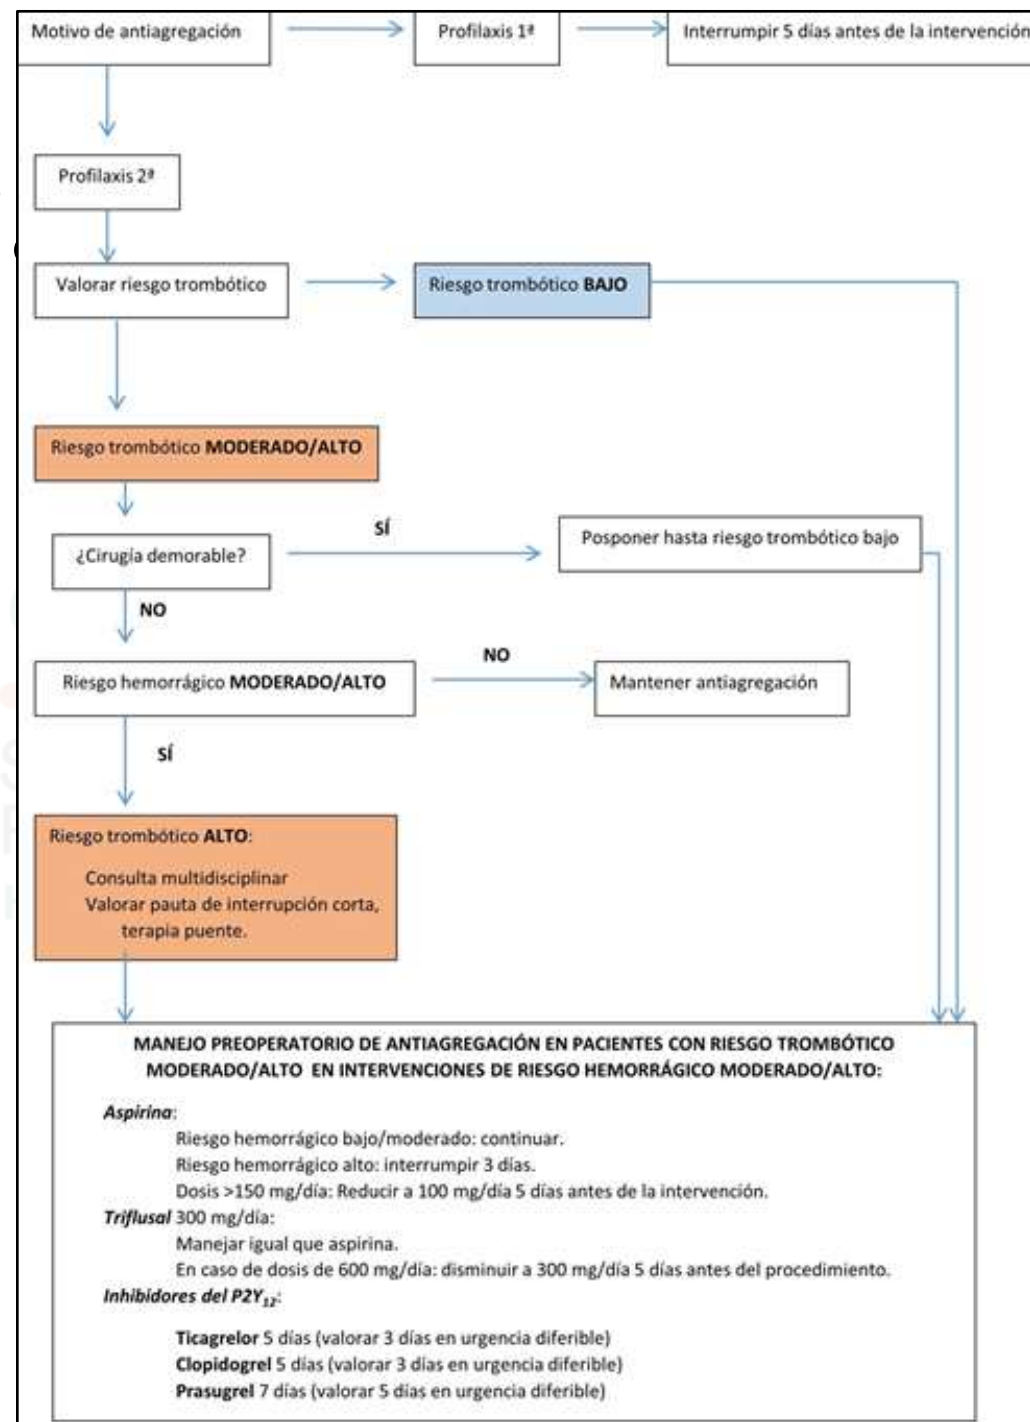 Motivo de antiagregación
Profilaxis 1ª
Interrumpir 5 días antes de la intervención
Profilaxis 2ª
Valorar riesgo trombótico
Riesgo trombótico BAJO
Riesgo trombótico MODERADO/ALTO
¿Cirugía demorable?
SÍ
Posponer hasta riesgo trombótico bajo
NO
Riesgo hemorrágico MODERADO/ALTO
NO
Mantener antiagregación
SÍ
Riesgo trombótico ALTO:
Consulta multidisciplinar
Valorar pauta de interrupción corta,
terapia puente.
MANEJO PREOPERATORIO DE ANTIAGREGACIÓN EN PACIENTES CON RIESGO TROMBÓTICO
MODERADO/ALTO EN INTERVENCIONES DE RIESGO HEMORRÁGICO MODERADO/ALTO:
Aspirina:
Riesgo hemorrágico bajo/moderado: continuar.
Riesgo hemorrágico alto: interrumpir 3 días.
Dosis >150 mg/día: Reducir a 100 mg/día 5 días antes de la intervención.
Triflusal 300 mg/día:
Manejar igual que aspirina.
En caso de dosis de 600 mg/día: disminuir a 300 mg/día 5 días antes del procedimiento.
Inhibidores del P2Y₁₂:
Ticagrelor 5 días (valorar 3 días en urgencia diferible)
Clopidogrel 5 días (valorar 3 días en urgencia diferible)
Prasugrel 7 días (valorar 5 días en urgencia diferible)